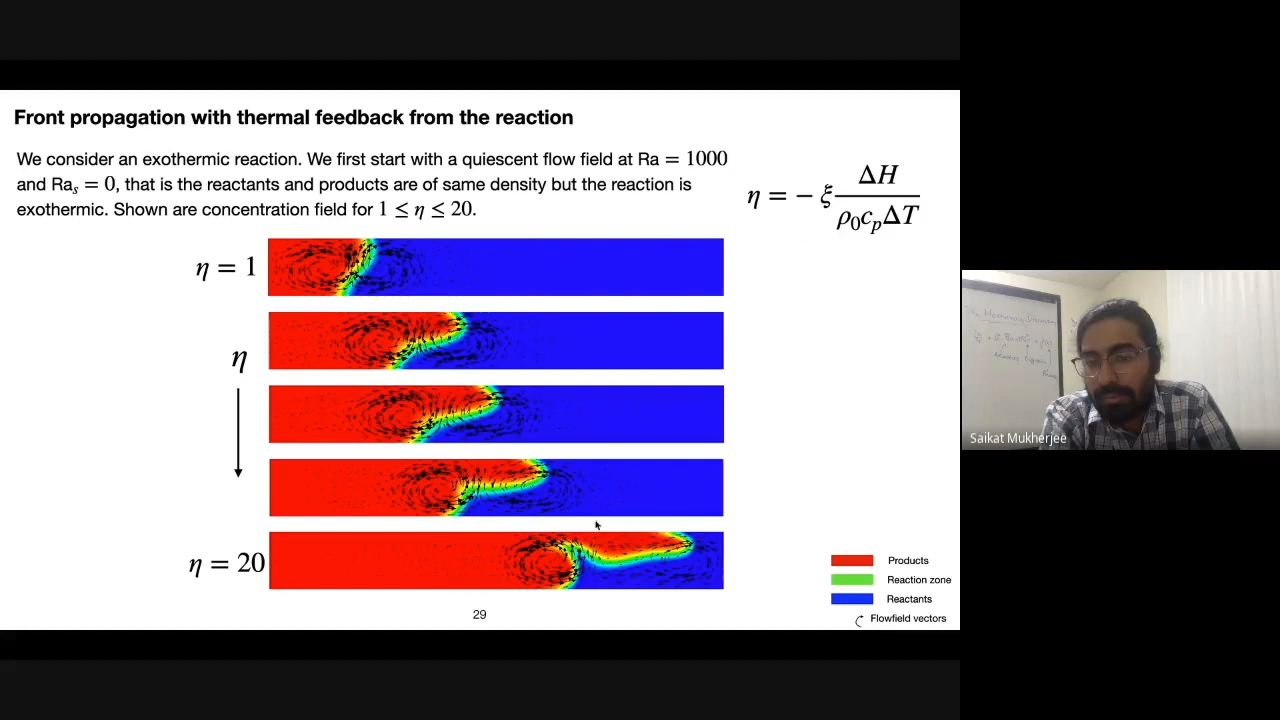 Front propagation with thermal feedback from the reaction
We consider an exothermic reaction. We first start with a quiescent flow field at Ra = 1000
and Raₛ = 0, that is the reactants and products are of same density but the reaction is
exothermic. Shown are concentration field for 1 ≤ η ≤ 20.
η = − ξ ΔH / ρ₀cₚΔT
η = 1
η
η = 20
Products
Reaction zone
Reactants
Flowfield vectors
29
Saikat Mukherjee